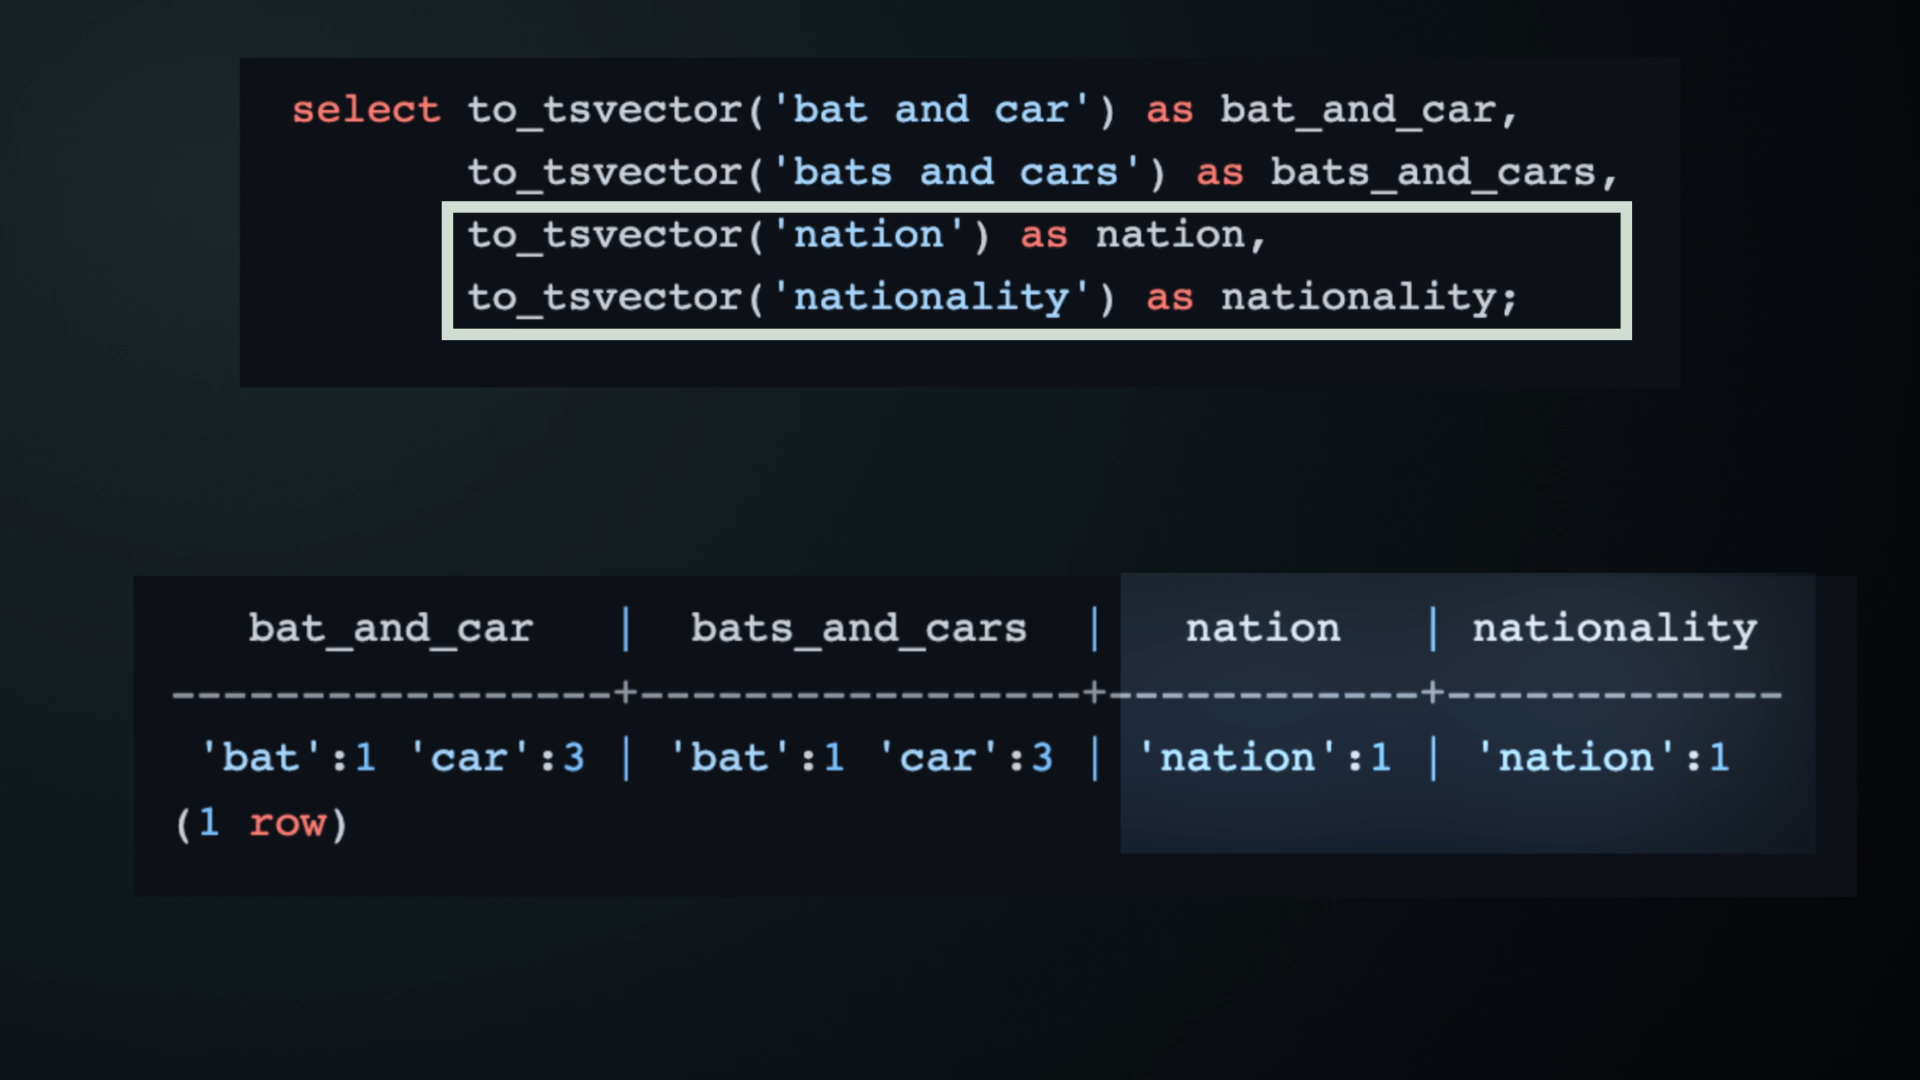 select to_tsvector('bat and car') as bat_and_car,
to_tsvector('bats and cars') as bats_and_cars,
to_tsvector('nation') as nation,
to_tsvector('nationality') as nationality;
bat_and_car | bats_and_cars | nation | nationality
-----------------+-----------------+------------+-------------
'bat':1 'car':3 | 'bat':1 'car':3 | 'nation':1 | 'nation':1
(1 row)